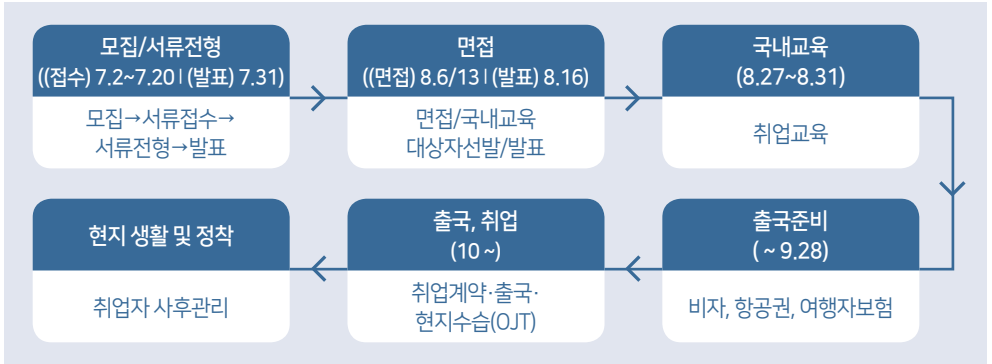 모집/서류전형
((접수) 7.2~7.20 | (발표) 7.31)
모집→서류접수→
서류전형→발표
면접
((면접) 8.6/13 | (발표) 8.16)
면접/국내교육
대상자선발/발표
국내교육
(8.27~8.31)
취업교육
출국준비
( ~ 9.28)
비자, 항공권, 여행자보험
출국, 취업
(10 ~)
취업계약·출국·
현지수습(OJT)
현지 생활 및 정착
취업자 사후관리